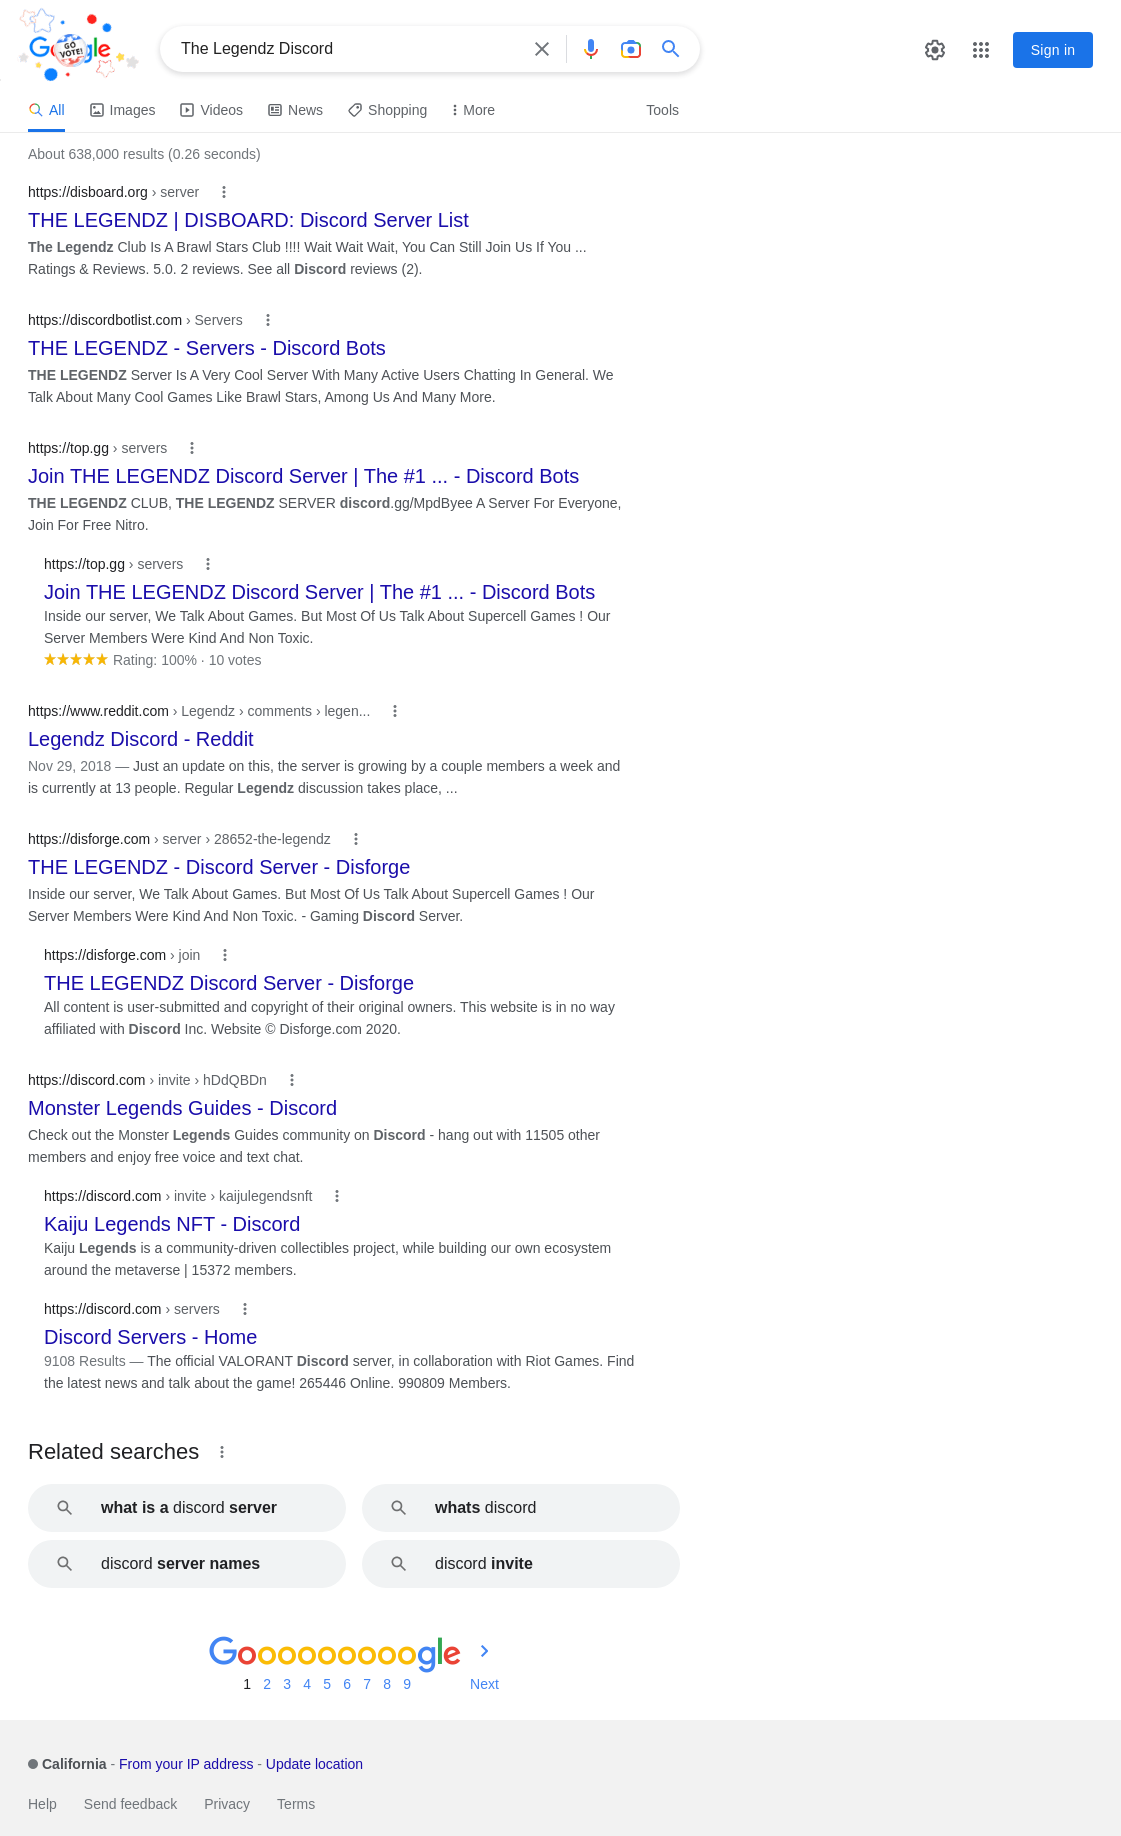 GO VOTE!
The Legendz Discord
Sign in
All Images Videos News Shopping More Tools
About 638,000 results (0.26 seconds)
https://disboard.org › server
THE LEGENDZ | DISBOARD: Discord Server List
The Legendz Club Is A Brawl Stars Club !!!! Wait Wait Wait, You Can Still Join Us If You ...
Ratings & Reviews. 5.0. 2 reviews. See all Discord reviews (2).
https://discordbotlist.com › Servers
THE LEGENDZ - Servers - Discord Bots
THE LEGENDZ Server Is A Very Cool Server With Many Active Users Chatting In General. We
Talk About Many Cool Games Like Brawl Stars, Among Us And Many More.
https://top.gg › servers
Join THE LEGENDZ Discord Server | The #1 ... - Discord Bots
THE LEGENDZ CLUB, THE LEGENDZ SERVER discord.gg/MpdByee A Server For Everyone,
Join For Free Nitro.
https://top.gg › servers
Join THE LEGENDZ Discord Server | The #1 ... - Discord Bots
Inside our server, We Talk About Games. But Most Of Us Talk About Supercell Games ! Our
Server Members Were Kind And Non Toxic.
Rating: 100% · 10 votes
https://www.reddit.com › Legendz › comments › legen...
Legendz Discord - Reddit
Nov 29, 2018 — Just an update on this, the server is growing by a couple members a week and
is currently at 13 people. Regular Legendz discussion takes place, ...
https://disforge.com › server › 28652-the-legendz
THE LEGENDZ - Discord Server - Disforge
Inside our server, We Talk About Games. But Most Of Us Talk About Supercell Games ! Our
Server Members Were Kind And Non Toxic. - Gaming Discord Server.
https://disforge.com › join
THE LEGENDZ Discord Server - Disforge
All content is user-submitted and copyright of their original owners. This website is in no way
affiliated with Discord Inc. Website © Disforge.com 2020.
https://discord.com › invite › hDdQBDn
Monster Legends Guides - Discord
Check out the Monster Legends Guides community on Discord - hang out with 11505 other
members and enjoy free voice and text chat.
https://discord.com › invite › kaijulegendsnft
Kaiju Legends NFT - Discord
Kaiju Legends is a community-driven collectibles project, while building our own ecosystem
around the metaverse | 15372 members.
https://discord.com › servers
Discord Servers - Home
9108 Results — The official VALORANT Discord server, in collaboration with Riot Games. Find
the latest news and talk about the game! 265446 Online. 990809 Members.
Related searches
what is a discord server
whats discord
discord server names
discord invite
Goooooooooogle
1 2 3 4 5 6 7 8 9 Next
California - From your IP address - Update location
Help Send feedback Privacy Terms